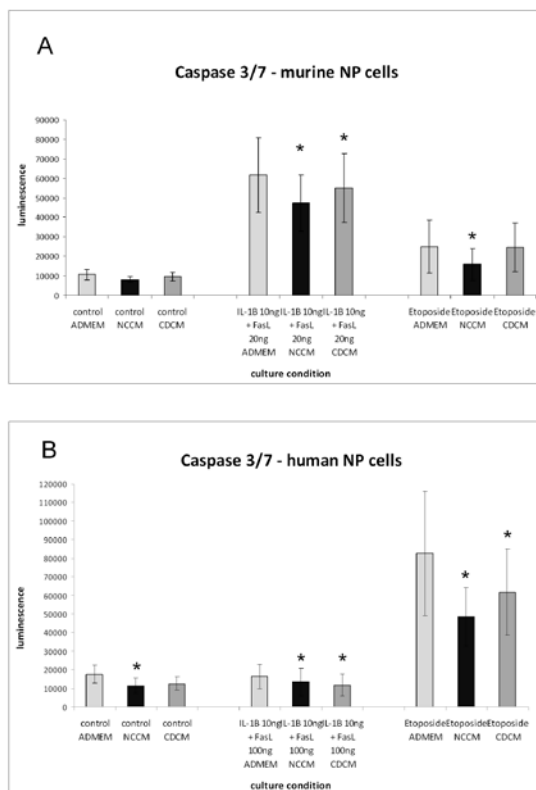 A
Caspase 3/7 - murine NP cells
90000
80000
70000
60000
50000
40000
30000
20000
10000
0
luminescence
* * *
control control control IL-1B 10ng IL-1B 10ng IL-1B 10ng Etoposide Etoposide Etoposide
ADMEM NCCM CDCM + FasL + FasL + FasL ADMEM NCCM CDCM
20ng 20ng 20ng
ADMEM NCCM CDCM
culture condition
B
Caspase 3/7 - human NP cells
120000
110000
100000
90000
80000
70000
60000
50000
40000
30000
20000
10000
0
luminescence
* * * * *
control control control IL-1B 10ng IL-1B 10ng IL-1B 10ng Etoposide Etoposide Etoposide
ADMEM NCCM CDCM + FasL + FasL + FasL ADMEM NCCM CDCM
100ng 100ng 100ng
ADMEM NCCM CDCM
culture condition